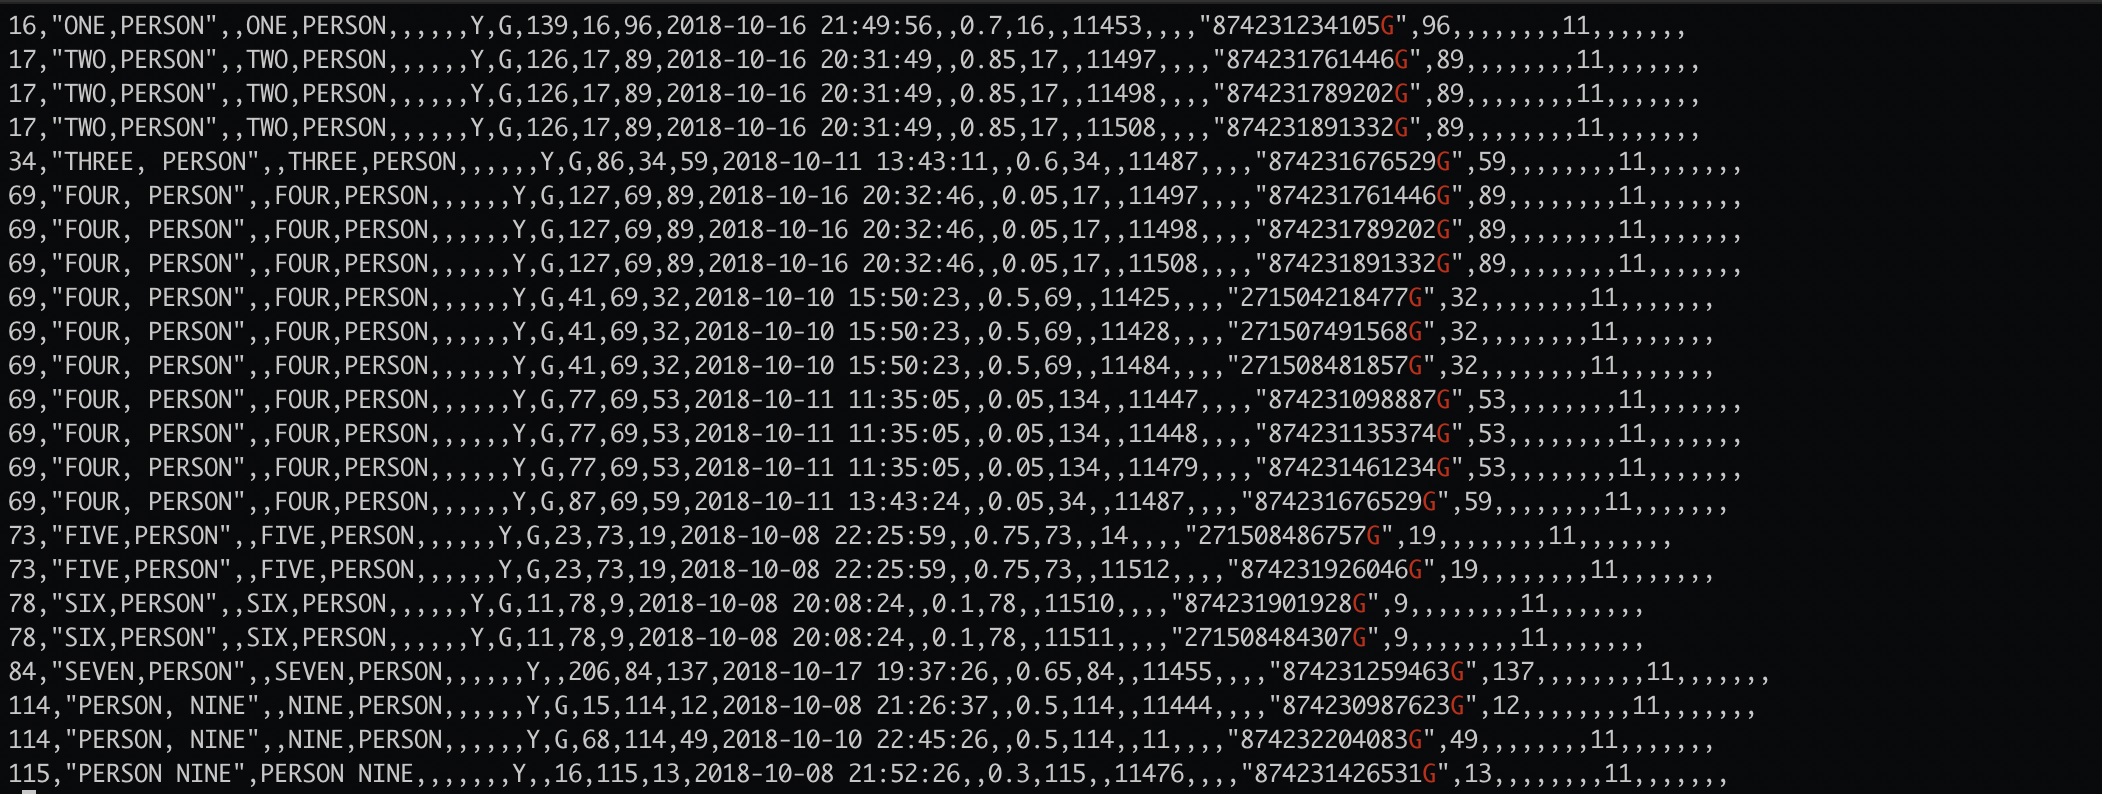 16,"ONE,PERSON",,ONE,PERSON,,,,,,Y,G,139,16,96,2018-10-16 21:49:56,,0.7,16,,11453,,,,"874231234105G",96,,,,,,,,11,,,,,,,
17,"TWO,PERSON",,TWO,PERSON,,,,,,Y,G,126,17,89,2018-10-16 20:31:49,,0.85,17,,11497,,,,"874231761446G",89,,,,,,,,11,,,,,,,
17,"TWO,PERSON",,TWO,PERSON,,,,,,Y,G,126,17,89,2018-10-16 20:31:49,,0.85,17,,11498,,,,"874231789202G",89,,,,,,,,11,,,,,,,
17,"TWO,PERSON",,TWO,PERSON,,,,,,Y,G,126,17,89,2018-10-16 20:31:49,,0.85,17,,11508,,,,"874231891332G",89,,,,,,,,11,,,,,,,
34,"THREE, PERSON",,THREE,PERSON,,,,,,Y,G,86,34,59,2018-10-11 13:43:11,,0.6,34,,11487,,,,"874231676529G",59,,,,,,,,11,,,,,,,
69,"FOUR, PERSON",,FOUR,PERSON,,,,,,Y,G,127,69,89,2018-10-16 20:32:46,,0.05,17,,11497,,,,"874231761446G",89,,,,,,,,11,,,,,,,
69,"FOUR, PERSON",,FOUR,PERSON,,,,,,Y,G,127,69,89,2018-10-16 20:32:46,,0.05,17,,11498,,,,"874231789202G",89,,,,,,,,11,,,,,,,
69,"FOUR, PERSON",,FOUR,PERSON,,,,,,Y,G,127,69,89,2018-10-16 20:32:46,,0.05,17,,11508,,,,"874231891332G",89,,,,,,,,11,,,,,,,
69,"FOUR, PERSON",,FOUR,PERSON,,,,,,Y,G,41,69,32,2018-10-10 15:50:23,,0.5,69,,11425,,,,"271504218477G",32,,,,,,,,11,,,,,,,
69,"FOUR, PERSON",,FOUR,PERSON,,,,,,Y,G,41,69,32,2018-10-10 15:50:23,,0.5,69,,11428,,,,"271507491568G",32,,,,,,,,11,,,,,,,
69,"FOUR, PERSON",,FOUR,PERSON,,,,,,Y,G,41,69,32,2018-10-10 15:50:23,,0.5,69,,11484,,,,"271508481857G",32,,,,,,,,11,,,,,,,
69,"FOUR, PERSON",,FOUR,PERSON,,,,,,Y,G,77,69,53,2018-10-11 11:35:05,,0.05,134,,11447,,,,"874231098887G",53,,,,,,,,11,,,,,,,
69,"FOUR, PERSON",,FOUR,PERSON,,,,,,Y,G,77,69,53,2018-10-11 11:35:05,,0.05,134,,11448,,,,"874231135374G",53,,,,,,,,11,,,,,,,
69,"FOUR, PERSON",,FOUR,PERSON,,,,,,Y,G,77,69,53,2018-10-11 11:35:05,,0.05,134,,11479,,,,"874231461234G",53,,,,,,,,11,,,,,,,
69,"FOUR, PERSON",,FOUR,PERSON,,,,,,Y,G,87,69,59,2018-10-11 13:43:24,,0.05,34,,11487,,,,"874231676529G",59,,,,,,,,11,,,,,,,
73,"FIVE,PERSON",,FIVE,PERSON,,,,,,Y,G,23,73,19,2018-10-08 22:25:59,,0.75,73,,14,,,,"271508486757G",19,,,,,,,,11,,,,,,,
73,"FIVE,PERSON",,FIVE,PERSON,,,,,,Y,G,23,73,19,2018-10-08 22:25:59,,0.75,73,,11512,,,,"874231926046G",19,,,,,,,,11,,,,,,,
78,"SIX,PERSON",,SIX,PERSON,,,,,,Y,G,11,78,9,2018-10-08 20:08:24,,0.1,78,,11510,,,,"874231901928G",9,,,,,,,,11,,,,,,,
78,"SIX,PERSON",,SIX,PERSON,,,,,,Y,G,11,78,9,2018-10-08 20:08:24,,0.1,78,,11511,,,,"271508484307G",9,,,,,,,,11,,,,,,,
84,"SEVEN,PERSON",,SEVEN,PERSON,,,,,,Y,,206,84,137,2018-10-17 19:37:26,,0.65,84,,11455,,,,"874231259463G",137,,,,,,,,11,,,,,,,
114,"PERSON, NINE",,NINE,PERSON,,,,,,Y,G,15,114,12,2018-10-08 21:26:37,,0.5,114,,11444,,,,"874230987623G",12,,,,,,,,11,,,,,,,
114,"PERSON, NINE",,NINE,PERSON,,,,,,Y,G,68,114,49,2018-10-10 22:45:26,,0.5,114,,11,,,,"874232204083G",49,,,,,,,,11,,,,,,,
115,"PERSON NINE",PERSON NINE,,,,,,,Y,,16,115,13,2018-10-08 21:52:26,,0.3,115,,11476,,,,"874231426531G",13,,,,,,,,11,,,,,,,